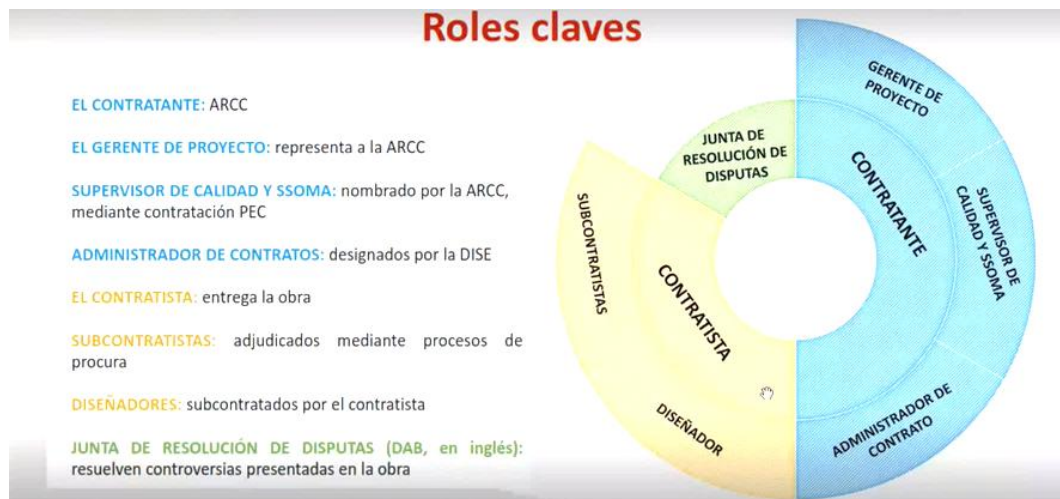 Roles claves
EL CONTRATANTE: ARCC
EL GERENTE DE PROYECTO: representa a la ARCC
SUPERVISOR DE CALIDAD Y SSOMA: nombrado por la ARCC,
mediante contratación PEC
ADMINISTRADOR DE CONTRATOS: designados por la DISE
EL CONTRATISTA: entrega la obra
SUBCONTRATISTAS: adjudicados mediante procesos de
procura
DISEÑADORES: subcontratados por el contratista
JUNTA DE RESOLUCIÓN DE DISPUTAS (DAB, en inglés):
resuelven controversias presentadas en la obra
GERENTE DE
PROYECTO
JUNTA DE
RESOLUCIÓN DE
DISPUTAS
CONTRATANTE
SUPERVISOR DE
CALIDAD Y SSOMA
SUBCONTRATISTAS
CONTRATISTA
DISEÑADOR
ADMINISTRADOR DE
CONTRATO